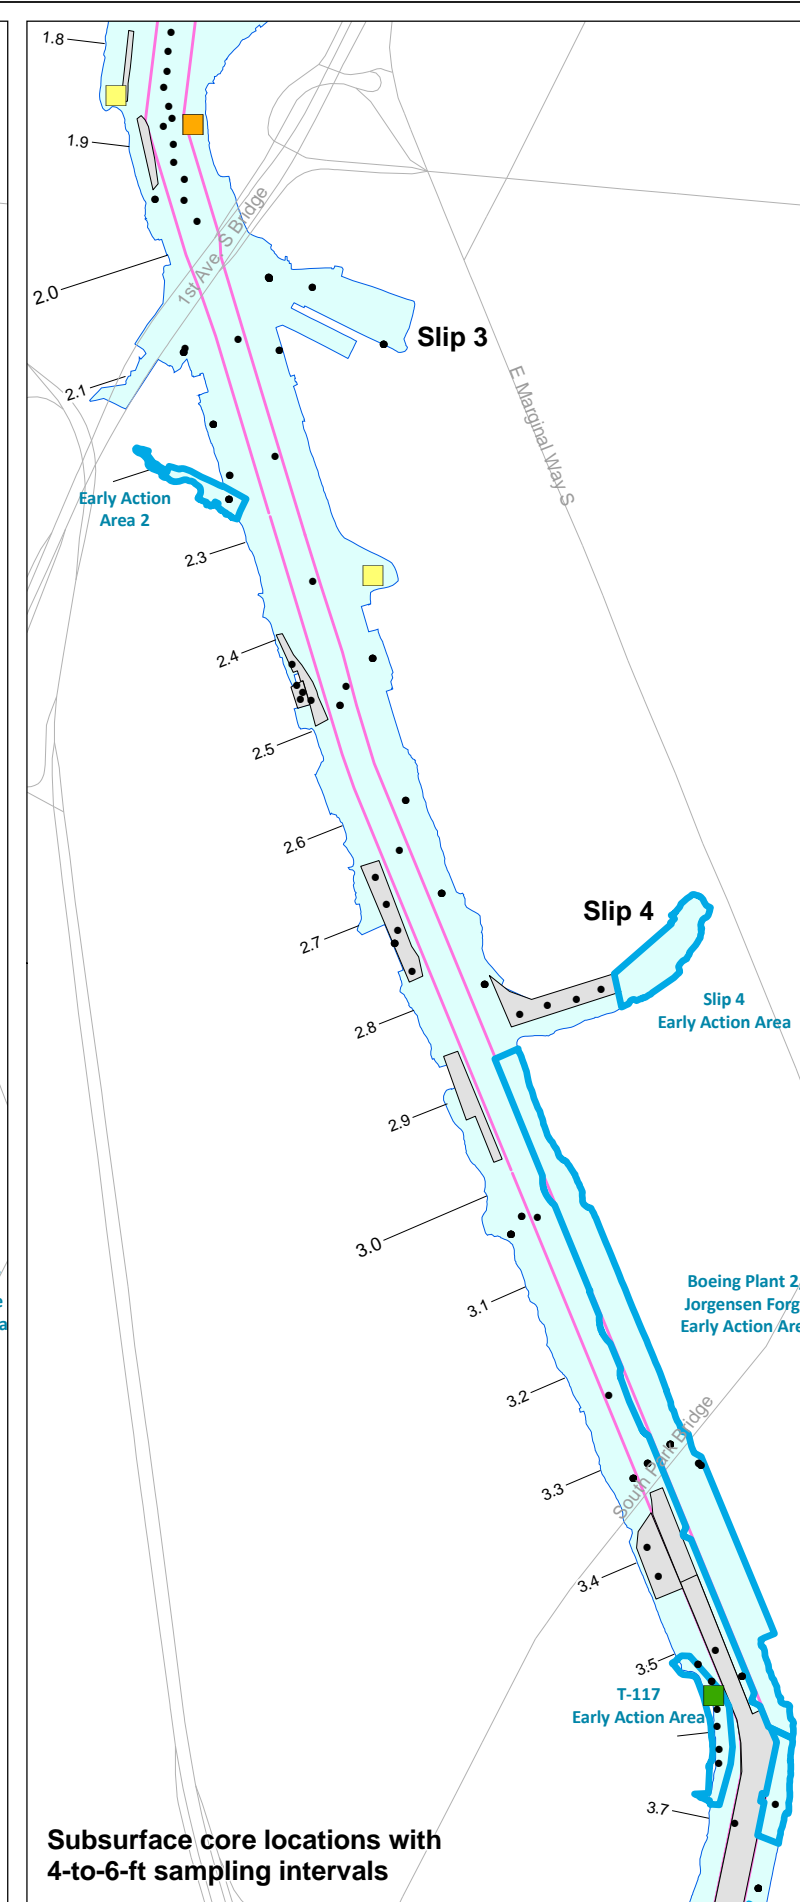 1.8
1.9
1st Ave. S Bridge
2.0
Slip 3
2.1
E Marginal Way S
Early Action
Area 2
2.3
2.4
2.5
2.6
Slip 4
2.7
Slip 4
Early Action Area
2.8
2.9
3.0
Boeing Plant 2
Jorgensen Forg
Early Action Are
e
a
3.1
3.2
South Park Bridge
3.3
3.4
3.5
T-117
Early Action Area
3.7
Subsurface core locations with
4-to-6-ft sampling intervals